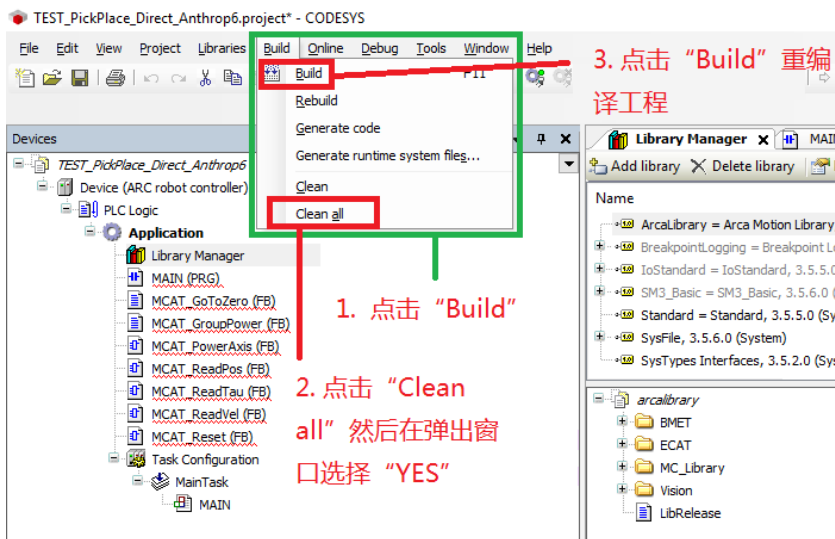 TEST_PickPlace_Direct_Anthrop6.project* - CODESYS
File Edit View Project Libraries Build Online Debug Tools Window Help
Build F11
Rebuild
Generate code
Generate runtime system files...
Clean
Clean all
3. 点击“Build”重编
译工程
1. 点击“Build”
2. 点击“Clean
all”然后在弹出窗
口选择“YES”
Devices
TEST_PickPlace_Direct_Anthrop6
Device (ARC robot controller)
PLC Logic
Application
Library Manager
MAIN (PRG)
MCAT_GoToZero (FB)
MCAT_GroupPower (FB)
MCAT_PowerAxis (FB)
MCAT_ReadPos (FB)
MCAT_ReadTau (FB)
MCAT_ReadVel (FB)
MCAT_Reset (FB)
Task Configuration
MainTask
MAIN
Library Manager MAI
Add library Delete library
Name
ArcaLibrary = Arca Motion Library
BreakpointLogging = Breakpoint Lo
IoStandard = IoStandard, 3.5.5.0
SM3_Basic = SM3_Basic, 3.5.6.0 (
Standard = Standard, 3.5.5.0 (Sy
SysFile, 3.5.6.0 (System)
SysTypes Interfaces, 3.5.2.0 (Sys
arcalibrary
BMET
ECAT
MC_Library
Vision
LibRelease